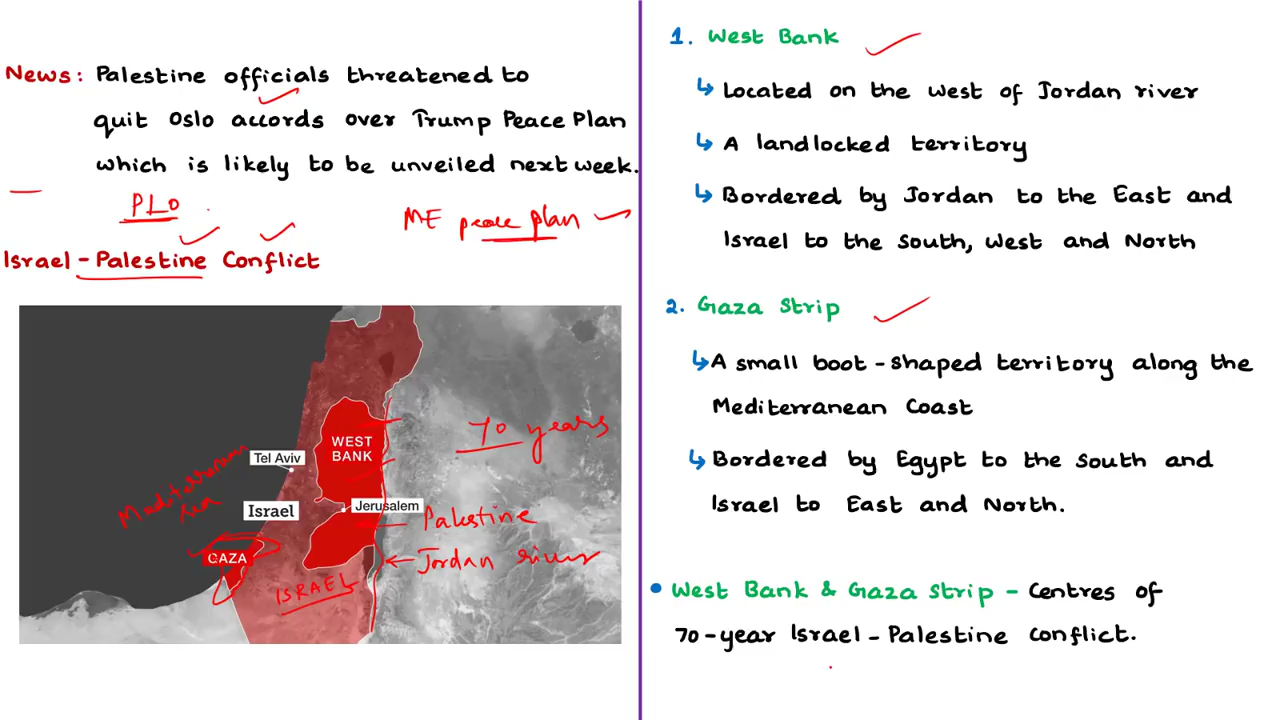 News: Palestine officials threatened to
quit Oslo accords over Trump Peace Plan
which is likely to be unveiled next week.
PLO
ME peace plan
Israel - Palestine Conflict
WEST
BANK
70 years
Tel Aviv
Mediterranean
sea
Israel
Jerusalem
Palestine
GAZA
Jordan river
ISRAEL
1. West Bank
↳ Located on the west of Jordan river
↳ A landlocked territory
↳ Bordered by Jordan to the East and
Israel to the south, west and North
2. Gaza Strip
↳ A small boot-shaped territory along the
Mediterranean Coast
↳ Bordered by Egypt to the south and
Israel to East and North.
• West Bank & Gaza Strip - Centres of
70-year Israel - Palestine conflict.